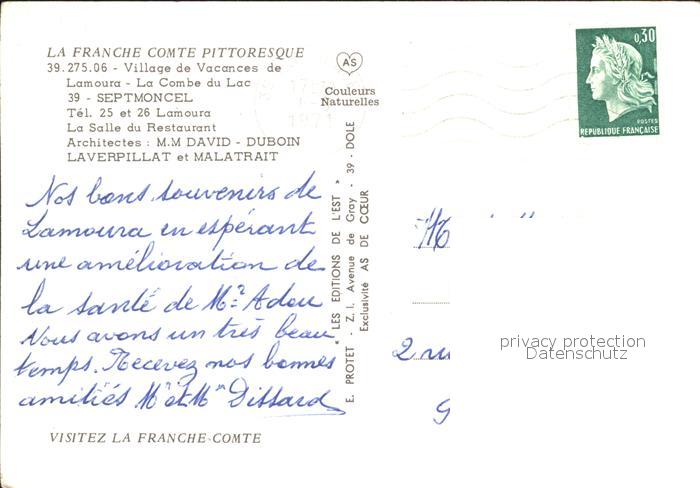 LA FRANCHE COMTE PITTORESQUE
39.275.06 - Village de Vacances de
Lamoura - La Combe du Lac
39 - SEPTMONCEL
Tél. 25 et 26 Lamoura
La Salle du Restaurant
Architectes : M.M DAVID - DUBOIN
LAVERPILLAT et MALATRAIT
Nos bons souvenirs de
Lamoura en espérant
une amélioration de
la santé de Mr Adou
Nous avons un très beau
temps. Recevez nos bonnes
amitiés Mr et Mme Dissard
VISITEZ LA FRANCHE-COMTE
AS
Couleurs
Naturelles
1971
* LES EDITIONS DE L'EST *
E. PROTET - Z.I. Avenue de Gray - 39 - DOLE
Exclusivité AS DE CŒUR
0,30
POSTES
REPUBLIQUE FRANÇAISE
M
2 ru
privacy protection
Datenschutz